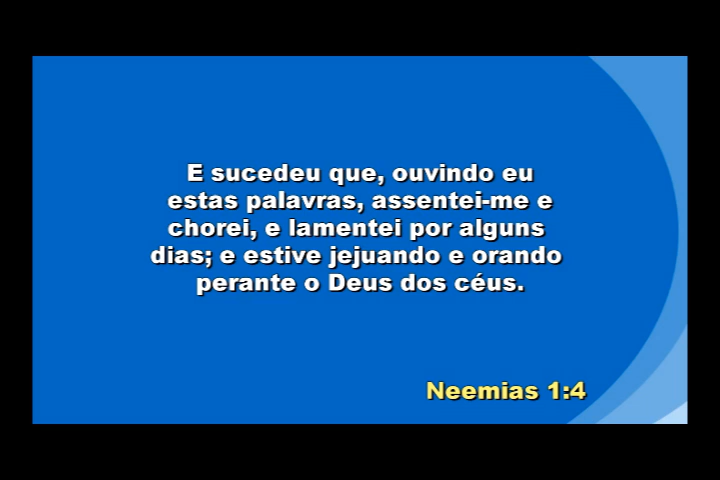 E sucedeu que, ouvindo eu
estas palavras, assentei-me e
chorei, e lamentei por alguns
dias; e estive jejuando e orando
perante o Deus dos céus.
Neemias 1:4